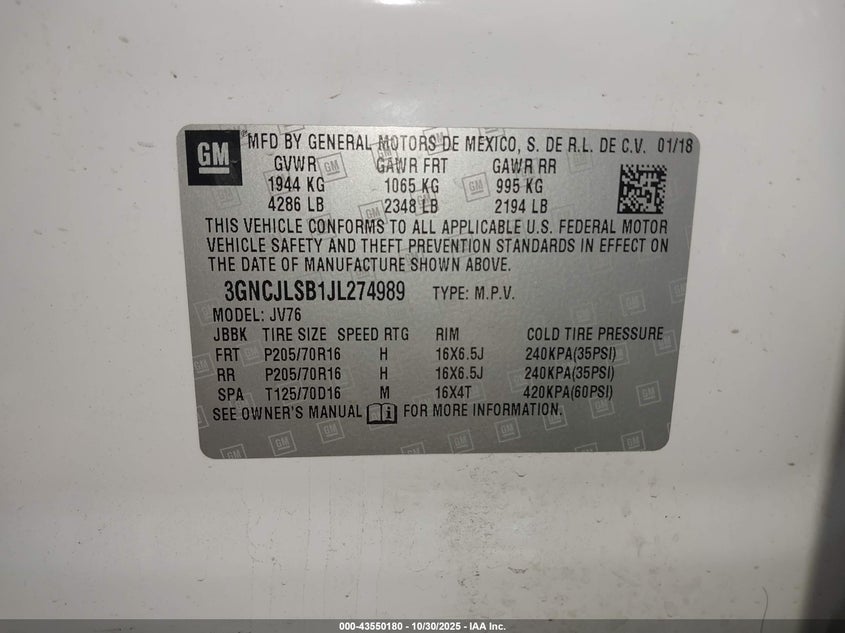 GM MFD BY GENERAL MOTORS DE MEXICO, S. DE R.L. DE C.V. 01/18
GVWR GAWR FRT GAWR RR
1944 KG 1065 KG 995 KG
4286 LB 2348 LB 2194 LB
THIS VEHICLE CONFORMS TO ALL APPLICABLE U.S. FEDERAL MOTOR
VEHICLE SAFETY AND THEFT PREVENTION STANDARDS IN EFFECT ON
THE DATE OF MANUFACTURE SHOWN ABOVE.
3GNCJLSB1JL274989 TYPE: M.P.V.
MODEL: JV76
JBBK TIRE SIZE SPEED RTG RIM COLD TIRE PRESSURE
FRT P205/70R16 H 16X6.5J 240KPA(35PSI)
RR P205/70R16 H 16X6.5J 240KPA(35PSI)
SPA T125/70D16 M 16X4T 420KPA(60PSI)
SEE OWNER'S MANUAL i FOR MORE INFORMATION.
000-43550180 - 10/30/2025 - IAA Inc.